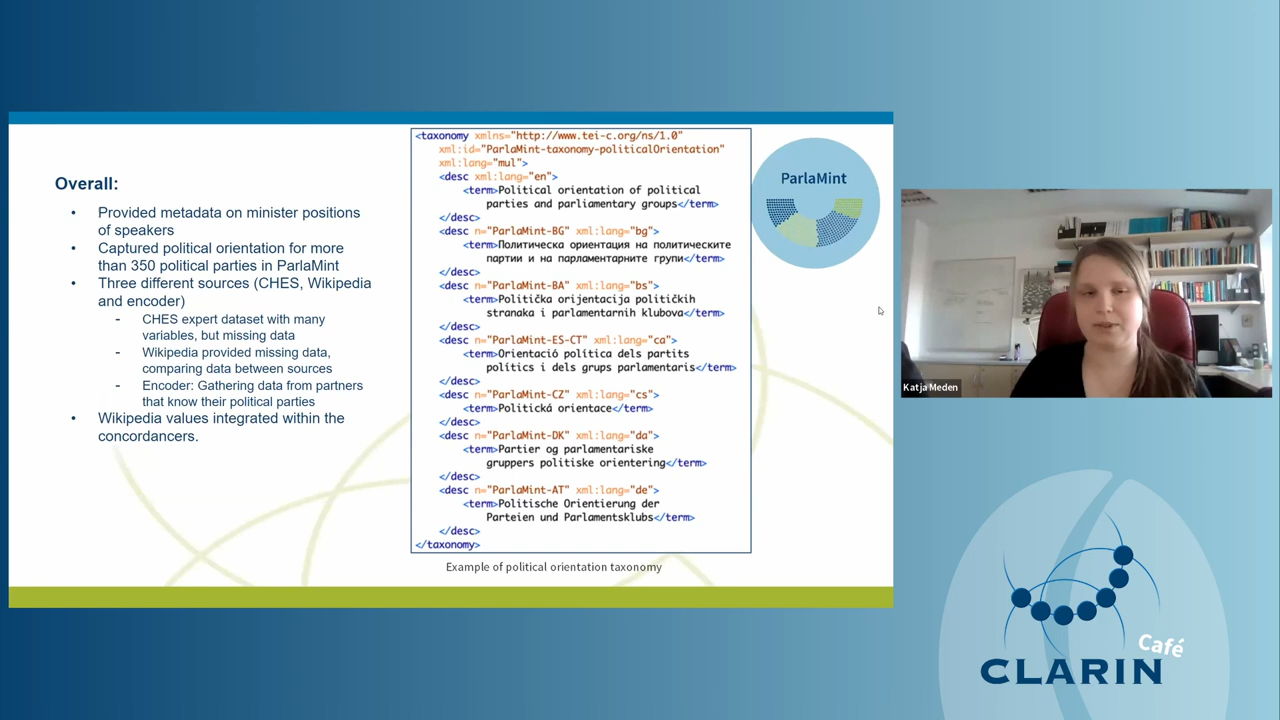 Overall:
• Provided metadata on minister positions
of speakers
• Captured political orientation for more
than 350 political parties in ParlaMint
• Three different sources (CHES, Wikipedia
and encoder)
- CHES expert dataset with many
variables, but missing data
- Wikipedia provided missing data,
comparing data between sources
- Encoder: Gathering data from partners
that know their political parties
• Wikipedia values integrated within the
concordancers.
<taxonomy xmlns="http://www.tei-c.org/ns/1.0"
xml:id="ParlaMint-taxonomy-politicalOrientation"
xml:lang="mul">
<desc xml:lang="en">
<term>Political orientation of political
parties and parliamentary groups</term>
</desc>
<desc n="ParlaMint-BG" xml:lang="bg">
<term>Политическа ориентация на политическите
партии и на парламентарните групи</term>
</desc>
<desc n="ParlaMint-BA" xml:lang="bs">
<term>Politička orijentacija političkih
stranaka i parlamentarnih klubova</term>
</desc>
<desc n="ParlaMint-ES-CT" xml:lang="ca">
<term>Orientació política dels partits
polítics i dels grups parlamentaris</term>
</desc>
<desc n="ParlaMint-CZ" xml:lang="cs">
<term>Politická orientace</term>
</desc>
<desc n="ParlaMint-DK" xml:lang="da">
<term>Partier og parlamentariske
gruppers politiske orientering</term>
</desc>
<desc n="ParlaMint-AT" xml:lang="de">
<term>Politische Orientierung der
Parteien und Parlamentsklubs</term>
</desc>
</taxonomy>
Example of political orientation taxonomy
ParlaMint
Katja Meden
Café
CLARIN